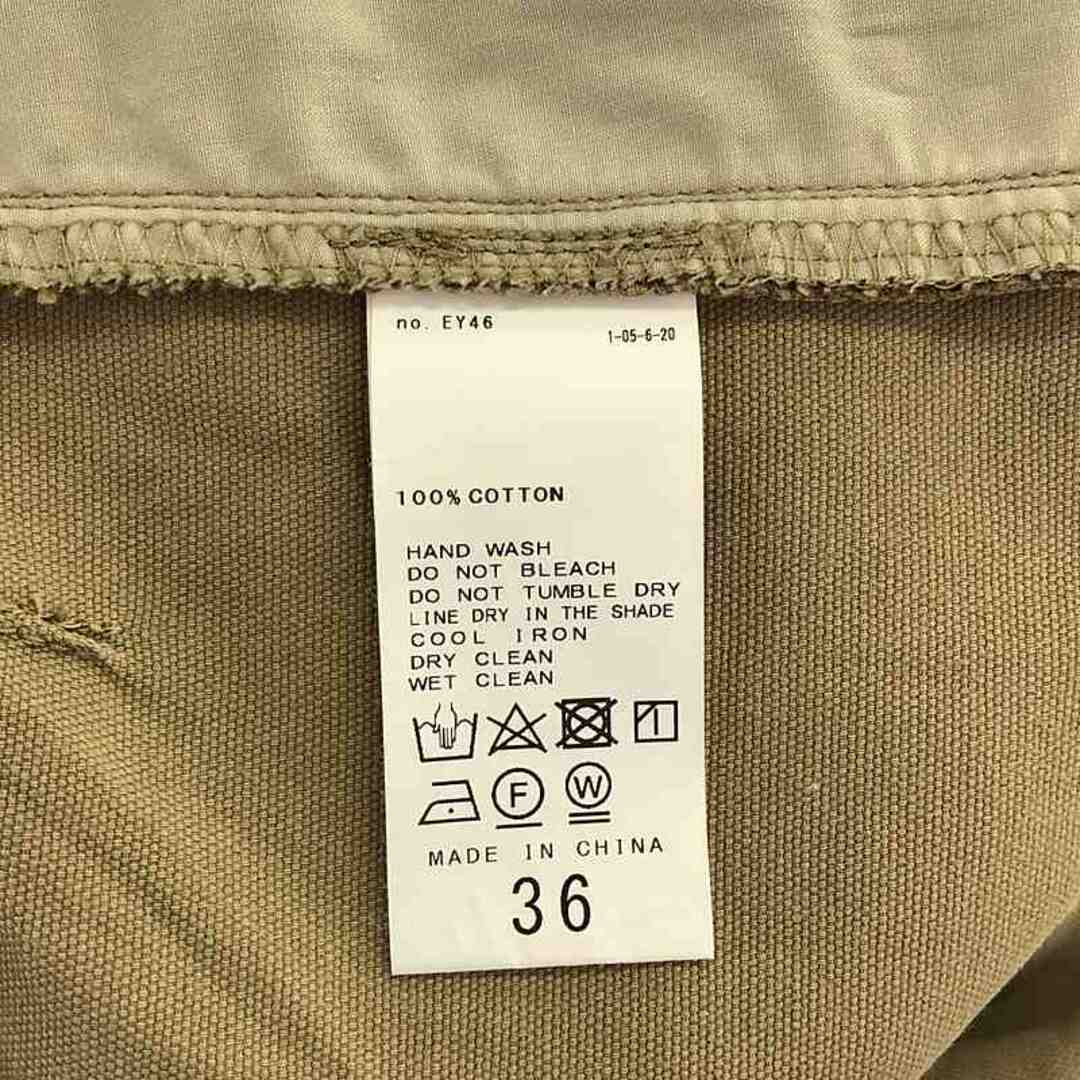 no. EY46
1-05-6-20
100% COTTON
HAND WASH
DO NOT BLEACH
DO NOT TUMBLE DRY
LINE DRY IN THE SHADE
COOL IRON
DRY CLEAN
WET CLEAN
F W
MADE IN CHINA
36